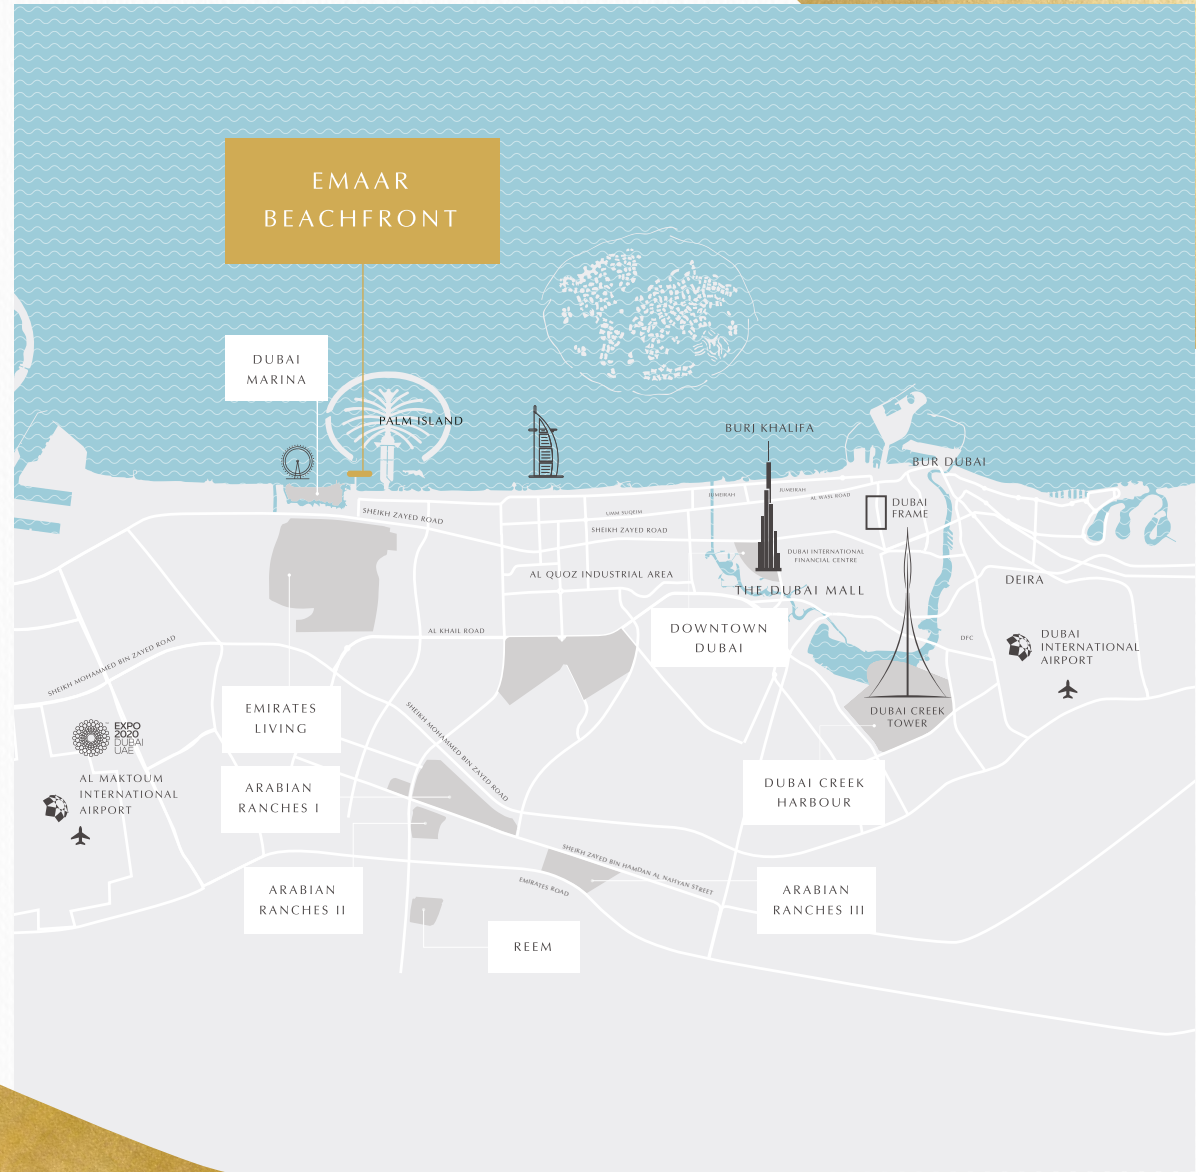 EMAAR
BEACHFRONT
DUBAI
MARINA
PALM ISLAND
BURJ KHALIFA
BUR DUBAI
JUMEIRAH
JUMEIRAH
AL WASL ROAD
DUBAI
FRAME
SHEIKH ZAYED ROAD
UMM SUQEIM
SHEIKH ZAYED ROAD
DUBAI INTERNATIONAL
FINANCIAL CENTRE
AL QUOZ INDUSTRIAL AREA
THE DUBAI MALL
DEIRA
DOWNTOWN
DUBAI
AL KHAIL ROAD
DFC
DUBAI
INTERNATIONAL
AIRPORT
SHEIKH MOHAMMED BIN ZAYED ROAD
EMIRATES
LIVING
SHEIKH MOHAMMED BIN ZAYED ROAD
DUBAI CREEK
TOWER
EXPO
2020
DUBAI
UAE
AL MAKTOUM
INTERNATIONAL
AIRPORT
ARABIAN
RANCHES I
DUBAI CREEK
HARBOUR
SHEIKH ZAYED BIN HAMDAN AL NAHYAN STREET
EMIRATES ROAD
ARABIAN
RANCHES II
ARABIAN
RANCHES III
REEM